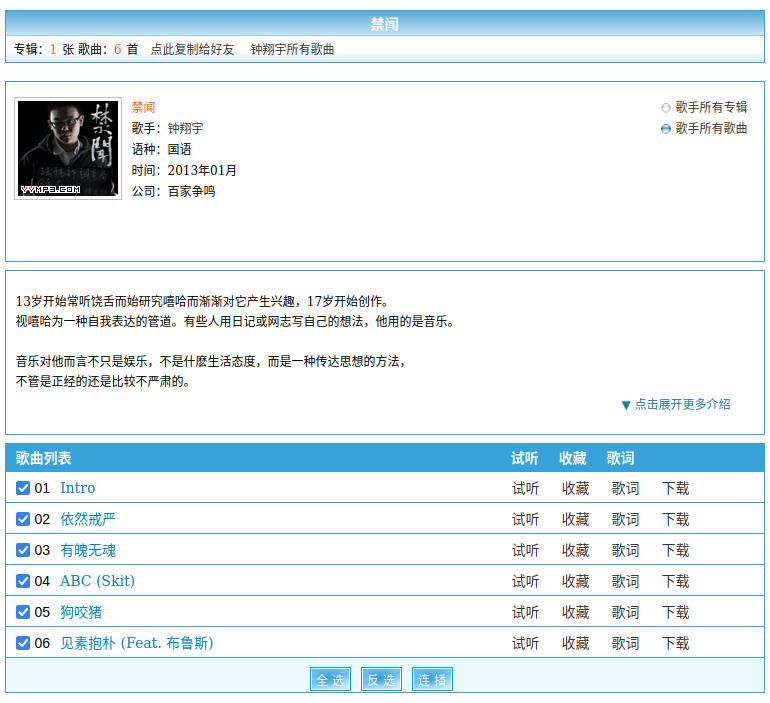 禁闻
专辑：1 张 歌曲：6 首 点此复制给好友 钟翔宇所有歌曲
禁聞
YYMP3.COM
禁闻
歌手：钟翔宇
语种：国语
时间：2013年01月
公司：百家争鸣
歌手所有专辑
歌手所有歌曲
13岁开始常听饶舌而始研究嘻哈而渐渐对它产生兴趣，17岁开始创作。
视嘻哈为一种自我表达的管道。有些人用日记或网志写自己的想法，他用的是音乐。
音乐对他而言不只是娱乐，不是什麽生活态度，而是一种传达思想的方法，
不管是正经的还是比较不严肃的。
▼ 点击展开更多介绍
歌曲列表 试听 收藏 歌词
01 Intro 试听 收藏 歌词 下载
02 依然戒严 试听 收藏 歌词 下载
03 有魄无魂 试听 收藏 歌词 下载
04 ABC (Skit) 试听 收藏 歌词 下载
05 狗咬猪 试听 收藏 歌词 下载
06 见素抱朴 (Feat. 布鲁斯) 试听 收藏 歌词 下载
全 选 反 选 连 播